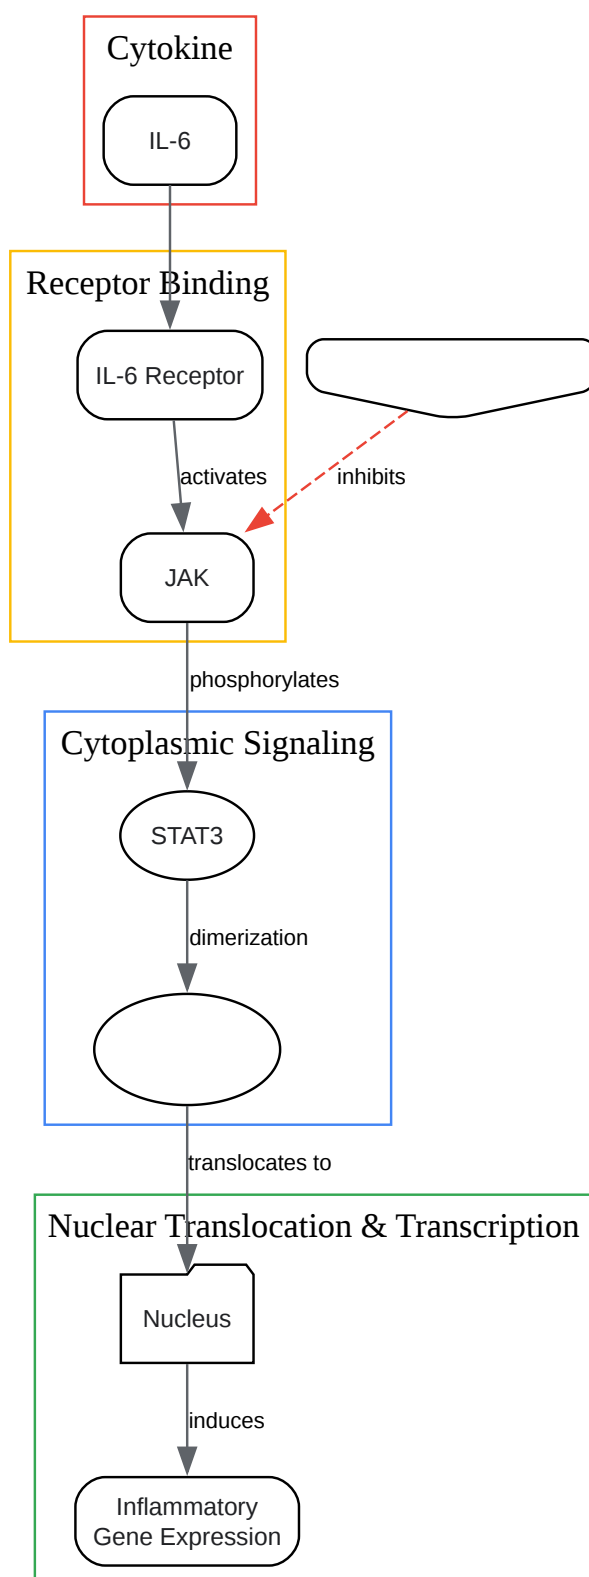 Cytokine
IL-6
Receptor Binding
IL-6 Receptor
activates
inhibits
JAK
phosphorylates
Cytoplasmic Signaling
STAT3
dimerization
translocates to
Nuclear Translocation & Transcription
Nucleus
induces
Inflammatory
Gene Expression